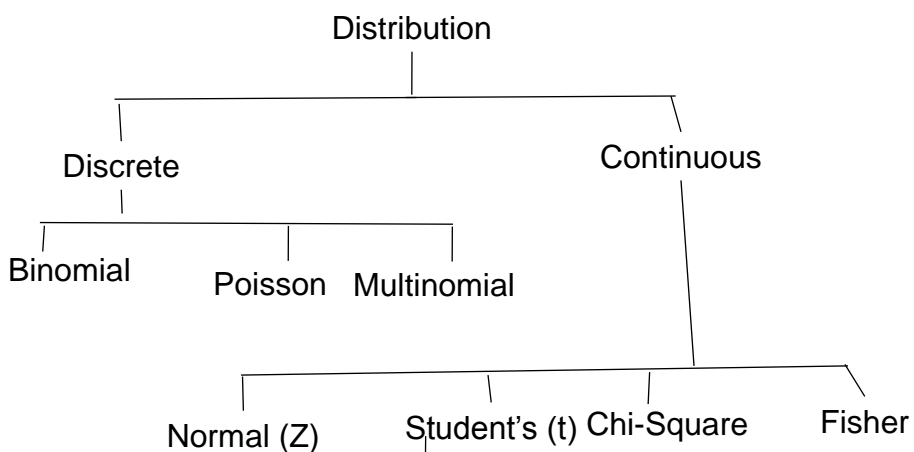 Distribution
Discrete
Continuous
Binomial
Poisson
Multinomial
Normal (Z)
Student’s (t)
Chi-Square
Fisher